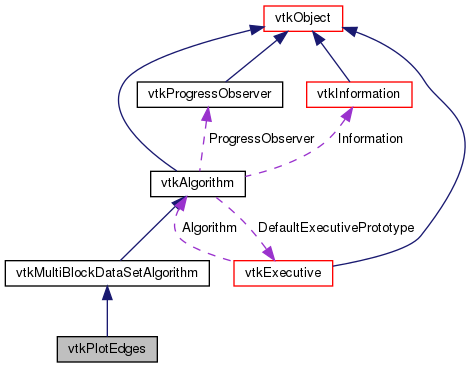 vtkObject
vtkProgressObserver
vtkInformation
ProgressObserver
Information
vtkAlgorithm
Algorithm
DefaultExecutivePrototype
vtkMultiBlockDataSetAlgorithm
vtkExecutive
vtkPlotEdges